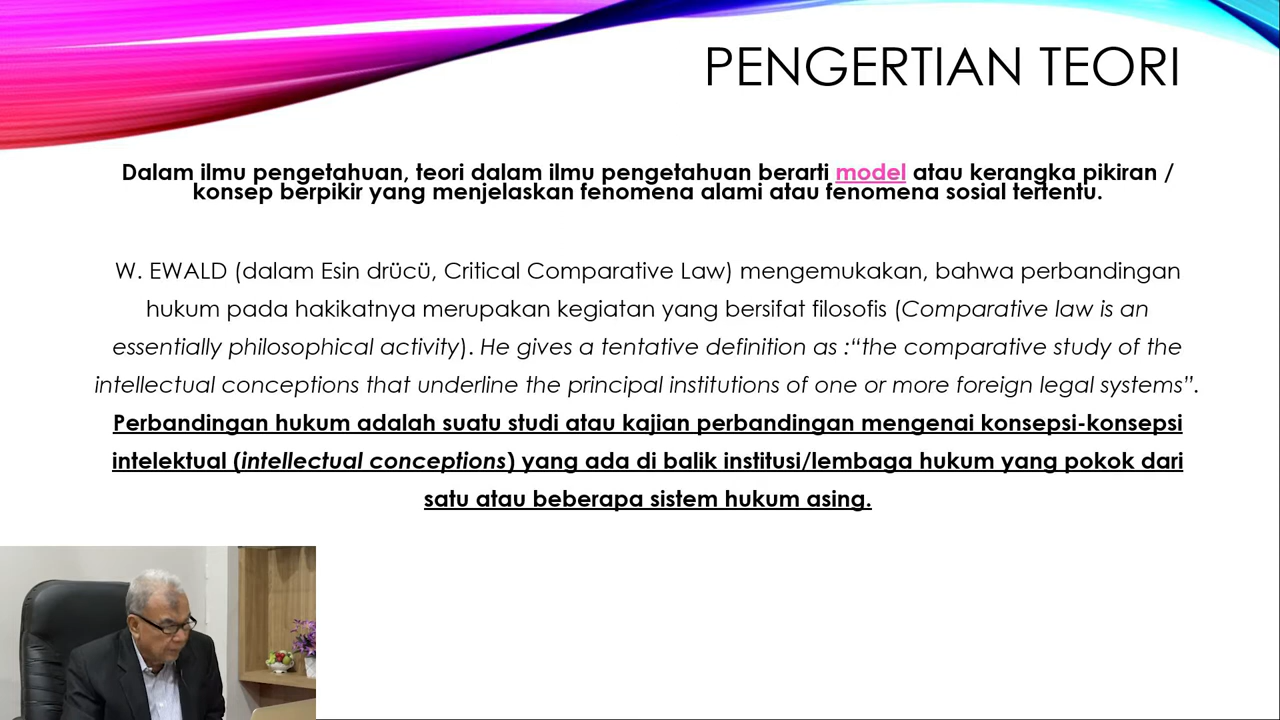 PENGERTIAN TEORI
Dalam ilmu pengetahuan, teori dalam ilmu pengetahuan berarti model atau kerangka pikiran /
konsep berpikir yang menjelaskan fenomena alami atau fenomena sosial tertentu.
W. EWALD (dalam Esin drücü, Critical Comparative Law) mengemukakan, bahwa perbandingan
hukum pada hakikatnya merupakan kegiatan yang bersifat filosofis (Comparative law is an
essentially philosophical activity). He gives a tentative definition as :“the comparative study of the
intellectual conceptions that underline the principal institutions of one or more foreign legal systems”.
Perbandingan hukum adalah suatu studi atau kajian perbandingan mengenai konsepsi-konsepsi
intelektual (intellectual conceptions) yang ada di balik institusi/lembaga hukum yang pokok dari
satu atau beberapa sistem hukum asing.